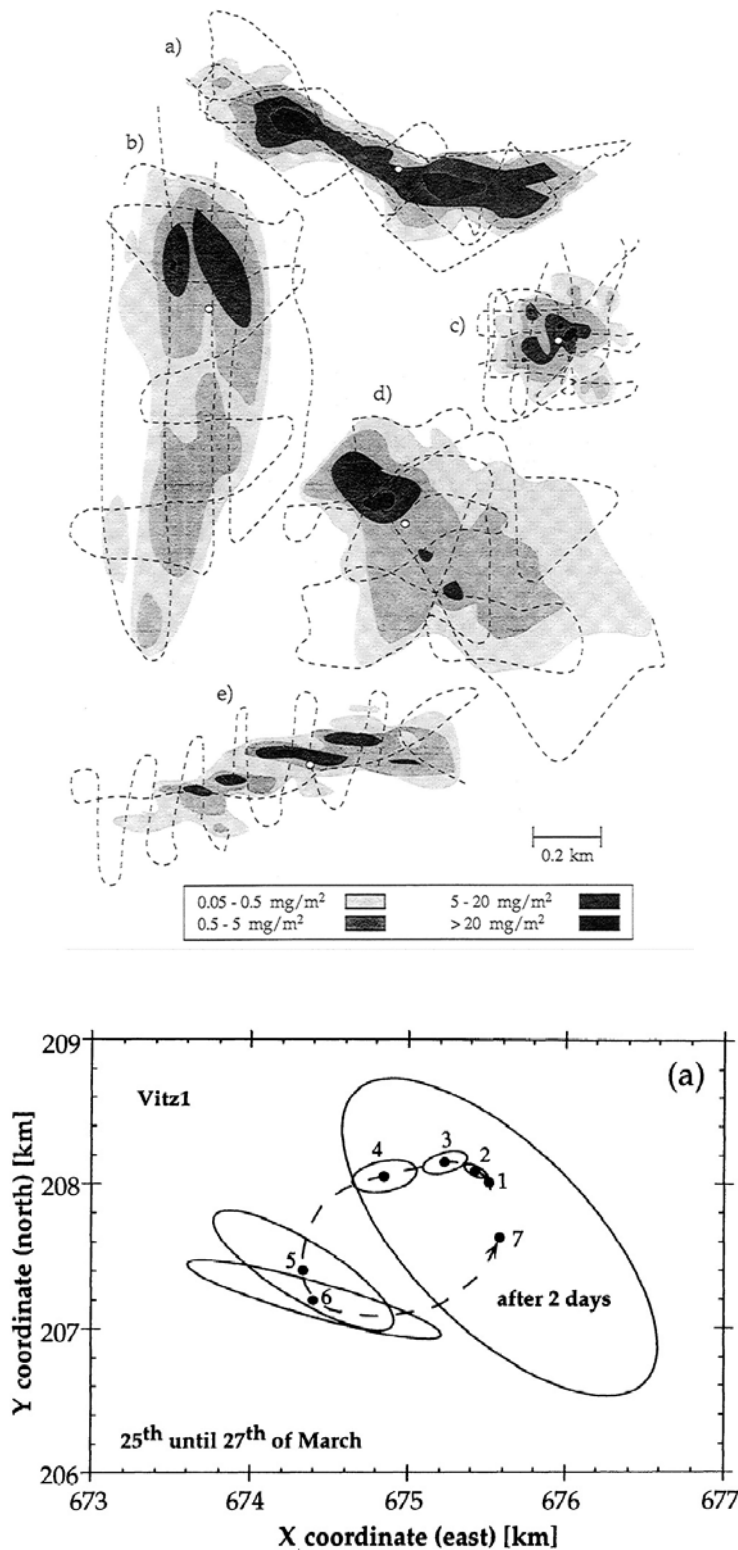 a)
b)
c)
d)
e)
0.2 km
0.05 - 0.5 mg/m²
5 - 20 mg/m²
0.5 - 5 mg/m²
> 20 mg/m²
209
(a)
Vitz1
4
3
2
1
208
7
5
after 2 days
6
207
25th until 27th of March
206
673
674
675
676
677
Y coordinate (north) [km]
X coordinate (east) [km]